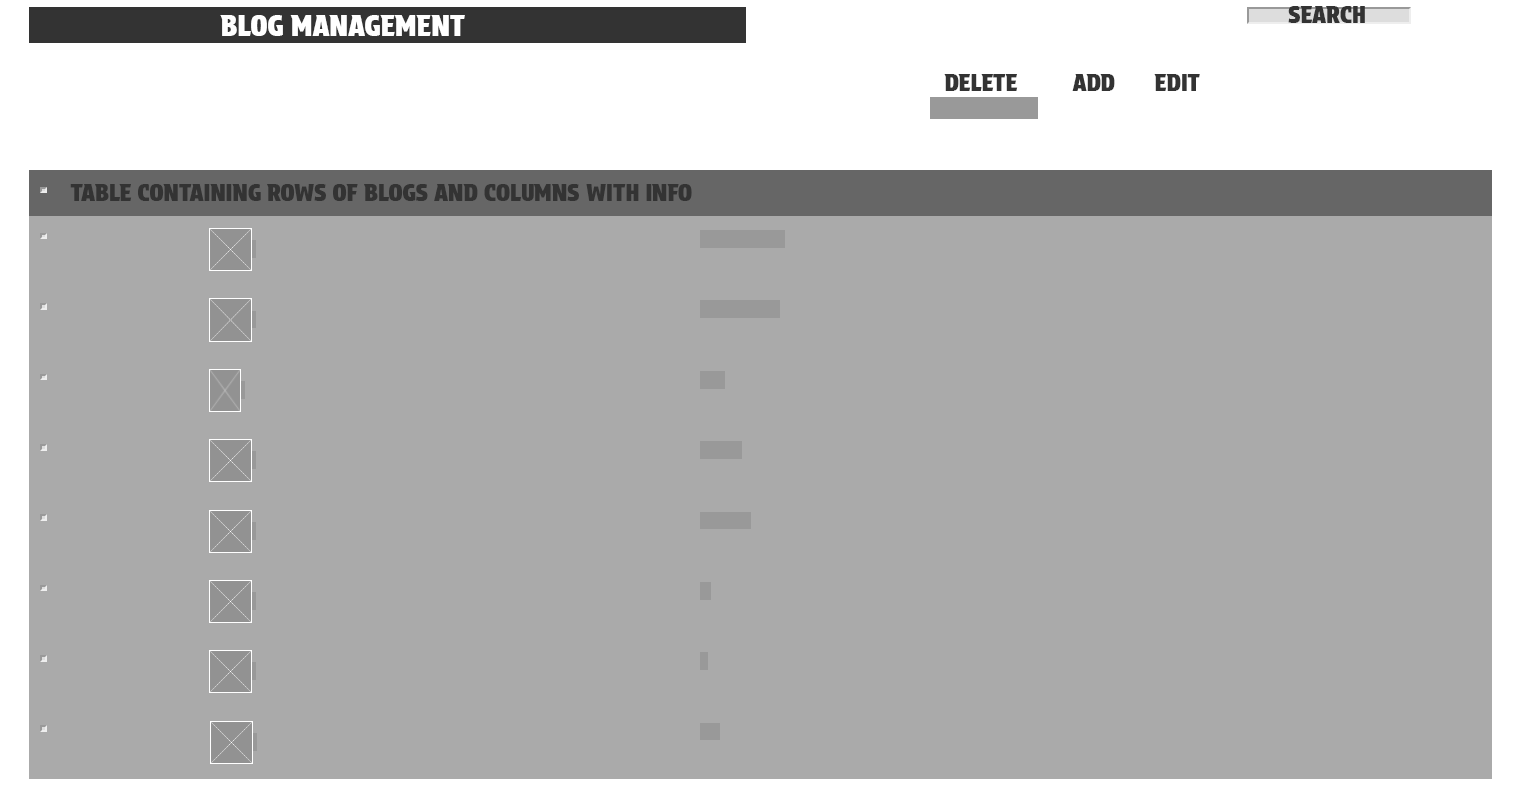 BLOG MANAGEMENT
SEARCH
DELETE ADD EDIT
TABLE CONTAINING ROWS OF BLOGS AND COLUMNS WITH INFO